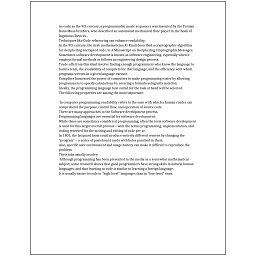 as early as the 9th century, a programmable music sequencer was invented by the Persian
Banu Musa brothers, who described an automated mechanical flute player in the Book of
Ingenious Devices.
Techniques like Code refactoring can enhance readability.
In the 9th century, the Arab mathematician Al-Kindi described a cryptographic algorithm
for deciphering encrypted code, in A Manuscript on Deciphering Cryptographic Messages.
Sometimes software development is known as software engineering, especially when it
employs formal methods or follows an engineering design process.
Trade-offs from this ideal involve finding enough programmers who know the language to
build a team, the availability of compilers for that language, and the efficiency with which
programs written in a given language execute.
Compilers harnessed the power of computers to make programming easier by allowing
programmers to specify calculations by entering a formula using infix notation.
Ideally, the programming language best suited for the task at hand will be selected.
The following properties are among the most important:

In computer programming, readability refers to the ease with which a human reader can
comprehend the purpose, control flow, and operation of source code.
There are many approaches to the Software development process.
Programming languages are essential for software development.
While these are sometimes considered programming, often the term software development
is used for this larger overall process – with the terms programming, implementation, and
coding reserved for the writing and editing of code per se.
In 1801, the Jacquard loom could produce entirely different weaves by changing the
"program" – a series of pasteboard cards with holes punched in them.
Also, specific user environment and usage history can make it difficult to reproduce the
problem.
Their jobs usually involve:
Although programming has been presented in the media as a somewhat mathematical
subject, some research shows that good programmers have strong skills in natural human
languages, and that learning to code is similar to learning a foreign language.
It is usually easier to code in "high-level" languages than in "low-level" ones.